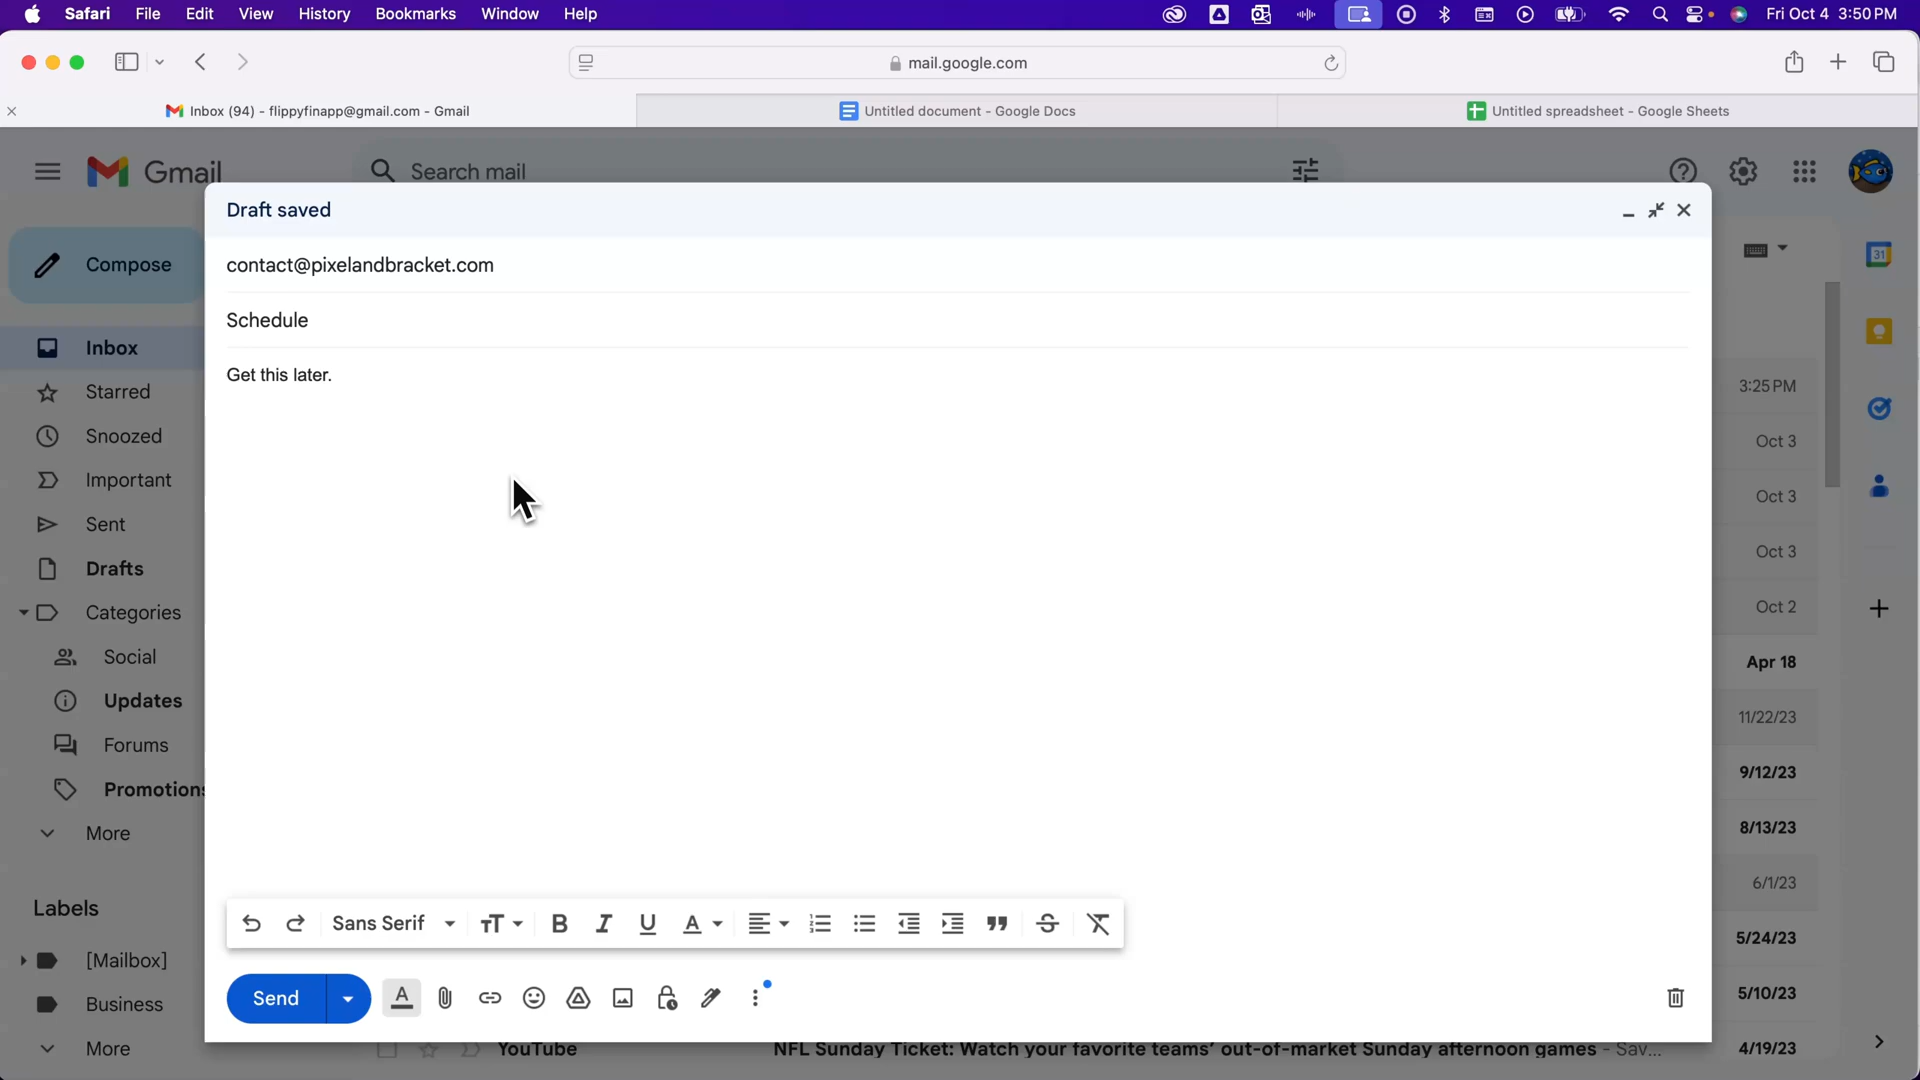 Safari File Edit View History Bookmarks Window Help Fri Oct 4 3:50 PM
mail.google.com
Inbox (94) - flippyfinapp@gmail.com - Gmail
Untitled document - Google Docs
Untitled spreadsheet - Google Sheets
Gmail
Search mail
Compose
Inbox
Starred
Snoozed
Important
Sent
Drafts
Categories
Social
Updates
Forums
Promotions
More
Labels
[Mailbox]
Business
More
Draft saved
contact@pixelandbracket.com
Schedule
Get this later.
Sans Serif
Send
31
3:25 PM
Oct 3
Oct 3
Oct 3
Oct 2
Apr 18
11/22/23
9/12/23
8/13/23
6/1/23
5/24/23
5/10/23
YouTube NFL Sunday Ticket: Watch your favorite teams' out-of-market Sunday afternoon games - Sav... 4/19/23